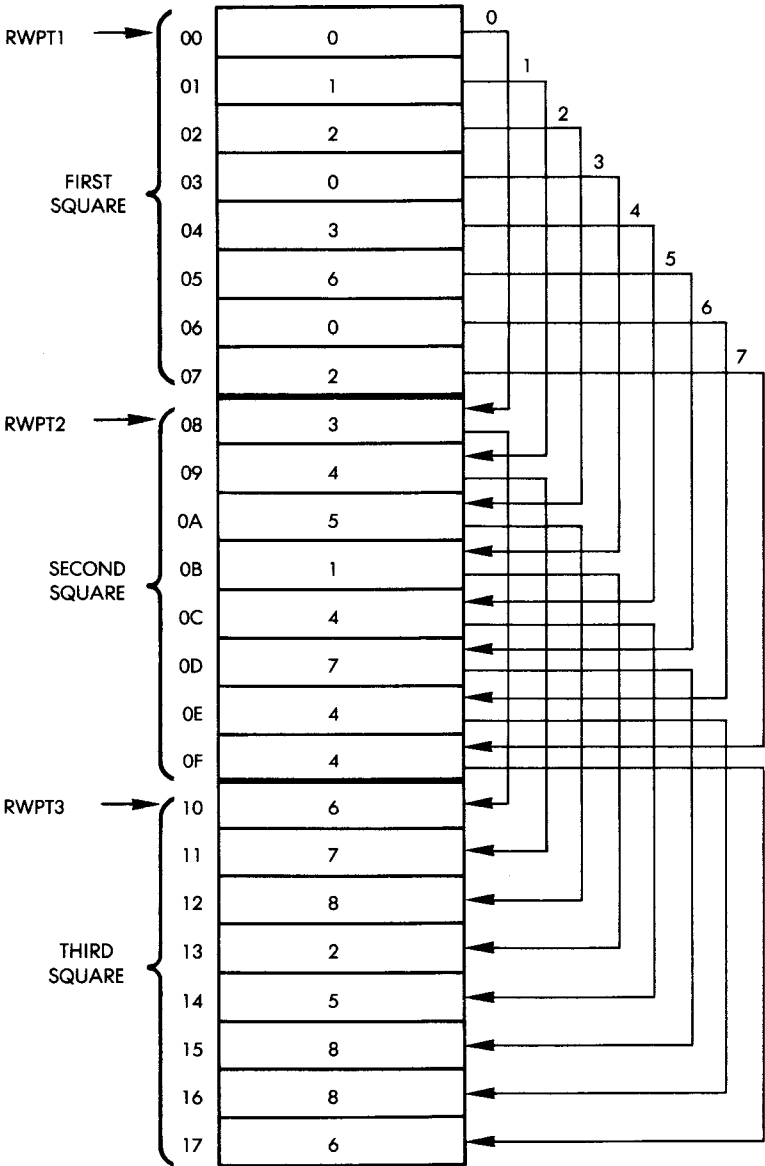 0
RWPT1 00 0
1
01 1
2
02 2
3
FIRST SQUARE 03 0
4
04 3
5
05 6
6
06 0
7
07 2
RWPT2 08 3
09 4
0A 5
SECOND SQUARE 0B 1
0C 4
0D 7
0E 4
0F 4
RWPT3 10 6
11 7
12 8
THIRD SQUARE 13 2
14 5
15 8
16 8
17 6